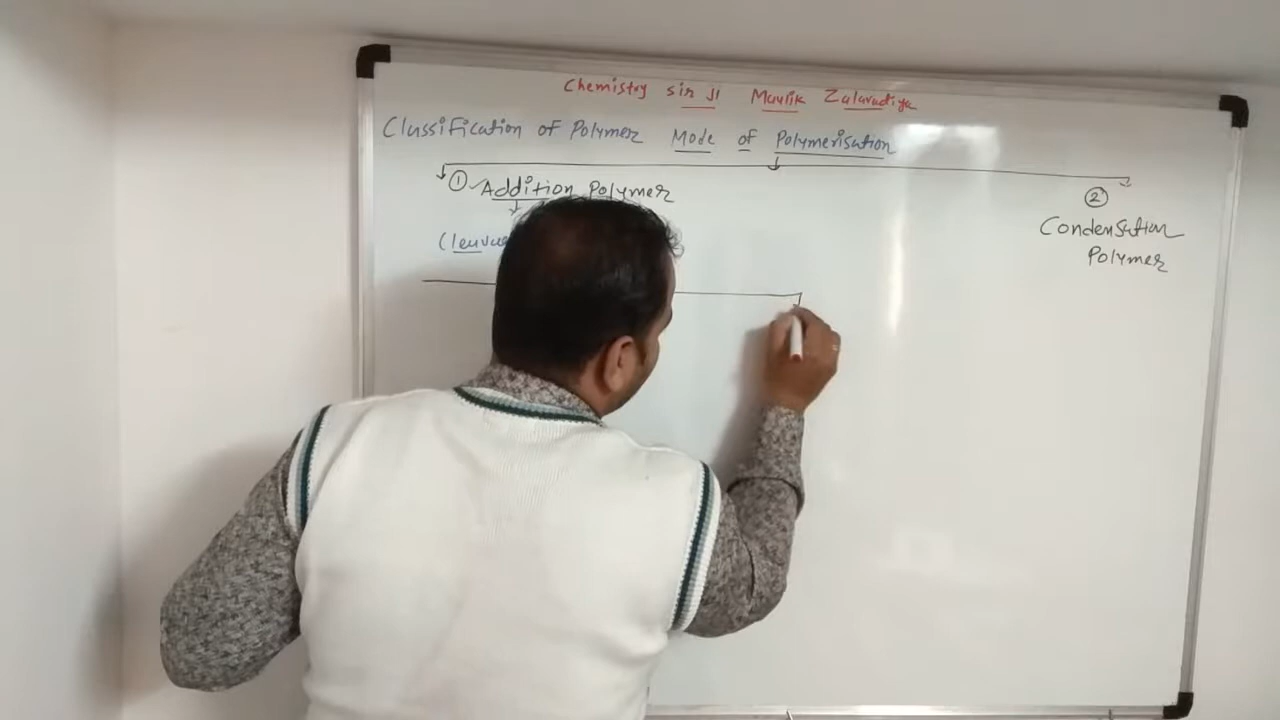 Chemistry sir JI Maulik Zalavadiya
Classification of Polymer Mode of Polymerisation
① Addition Polymer
②
Condensation
Polymer